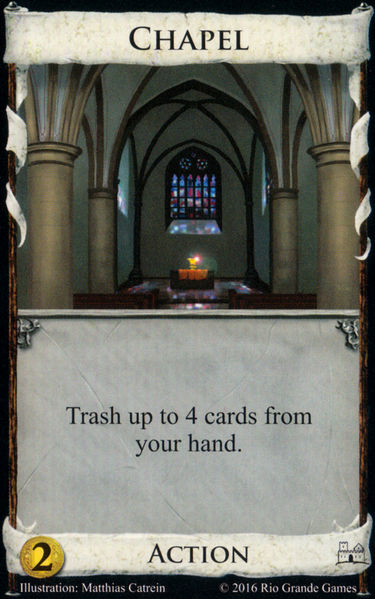 Chapel
Trash up to 4 cards from
your hand.
2
Action
Illustration: Matthias Catrein © 2016 Rio Grande Games